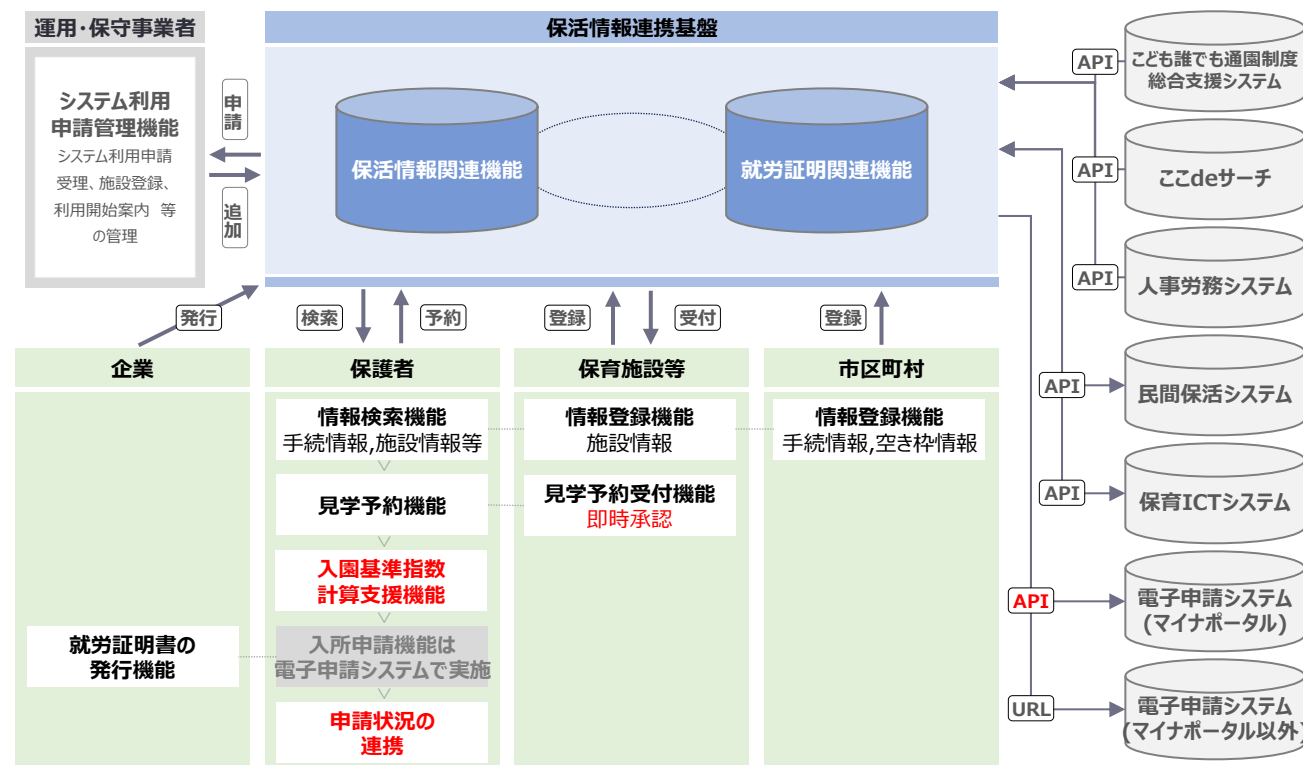 運用・保守事業者
システム利用
申請管理機能
システム利用申請
受理、施設登録、
利用開始案内 等
の管理
申請
追加
保活情報連携基盤
保活情報関連機能
就労証明関連機能
発行
検索
予約
登録
受付
登録
企業
就労証明書の
発行機能
保護者
情報検索機能
手続情報,施設情報等
見学予約機能
入園基準指数
計算支援機能
入所申請機能は
電子申請システムで実施
申請状況の
連携
保育施設等
情報登録機能
施設情報
見学予約受付機能
即時承認
市区町村
情報登録機能
手続情報,空き枠情報
API
こども誰でも通園制度
総合支援システム
API
ここdeサーチ
API
人事労務システム
API
民間保活システム
API
保育ICTシステム
API
電子申請システム
(マイナポータル)
URL
電子申請システム
(マイナポータル以外)